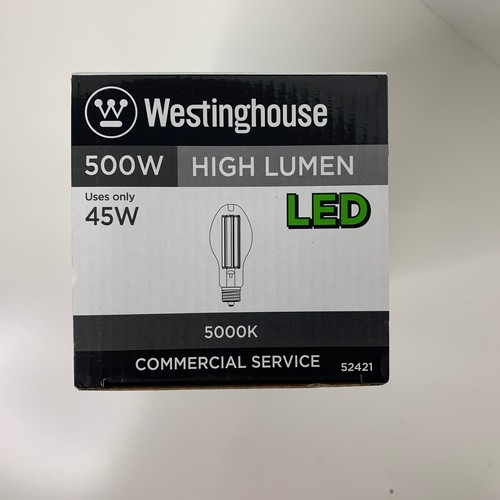 Westinghouse
500W HIGH LUMEN
Uses only
45W
LED
5000K
COMMERCIAL SERVICE 52421